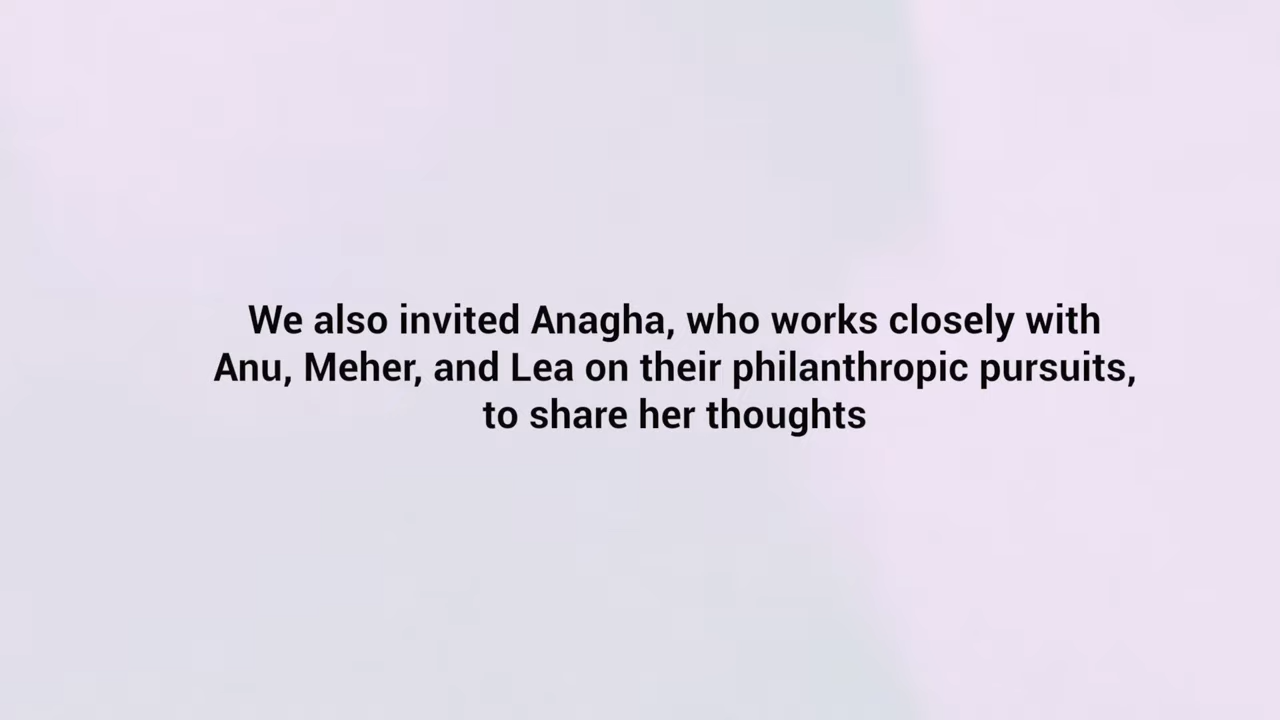 We also invited Anagha, who works closely with
Anu, Meher, and Lea on their philanthropic pursuits,
to share her thoughts